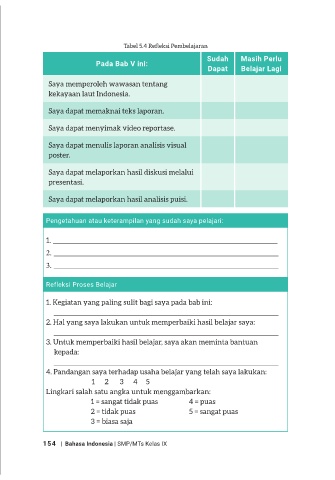 Tabel 5.4 Refleksi Pembelajaran
Pada Bab V ini:
Sudah
Dapat
Masih Perlu
Belajar Lagi
Saya memperoleh wawasan tentang
kekayaan laut Indonesia.
Saya dapat memaknai teks laporan.
Saya dapat menyimak video reportase.
Saya dapat menulis laporan analisis visual
poster.
Saya dapat melaporkan hasil diskusi melalui
presentasi.
Saya dapat melaporkan hasil analisis puisi.
Pengetahuan atau keterampilan yang sudah saya pelajari:
1.
2.
3.
Refleksi Proses Belajar
1. Kegiatan yang paling sulit bagi saya pada bab ini:
2. Hal yang saya lakukan untuk memperbaiki hasil belajar saya:
3. Untuk memperbaiki hasil belajar, saya akan meminta bantuan
kepada:
4. Pandangan saya terhadap usaha belajar yang telah saya lakukan:
1 2 3 4 5
Lingkari salah satu angka untuk menggambarkan:
1 = sangat tidak puas 4 = puas
2 = tidak puas 5 = sangat puas
3 = biasa saja
154 | Bahasa Indonesia | SMP/MTs Kelas IX